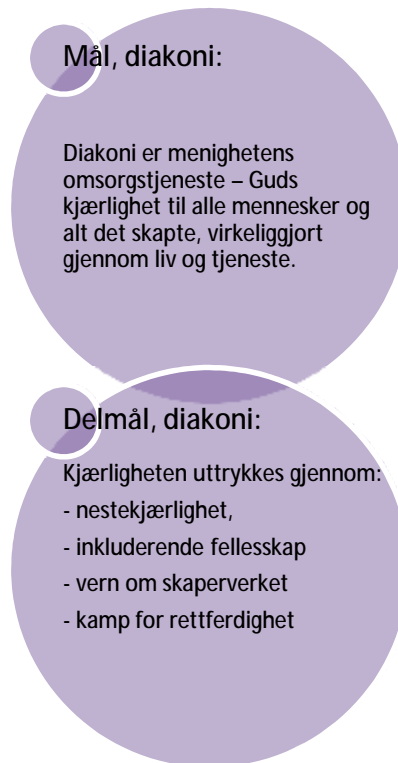 Mål, diakoni:
Diakoni er menighetens
omsorgstjeneste – Guds
kjærlighet til alle mennesker og
alt det skapte, virkeliggjort
gjennom liv og tjeneste.
Delmål, diakoni:
Kjærligheten uttrykkes gjennom:
- nestekjærlighet,
- inkluderende fellesskap
- vern om skaperverket
- kamp for rettferdighet